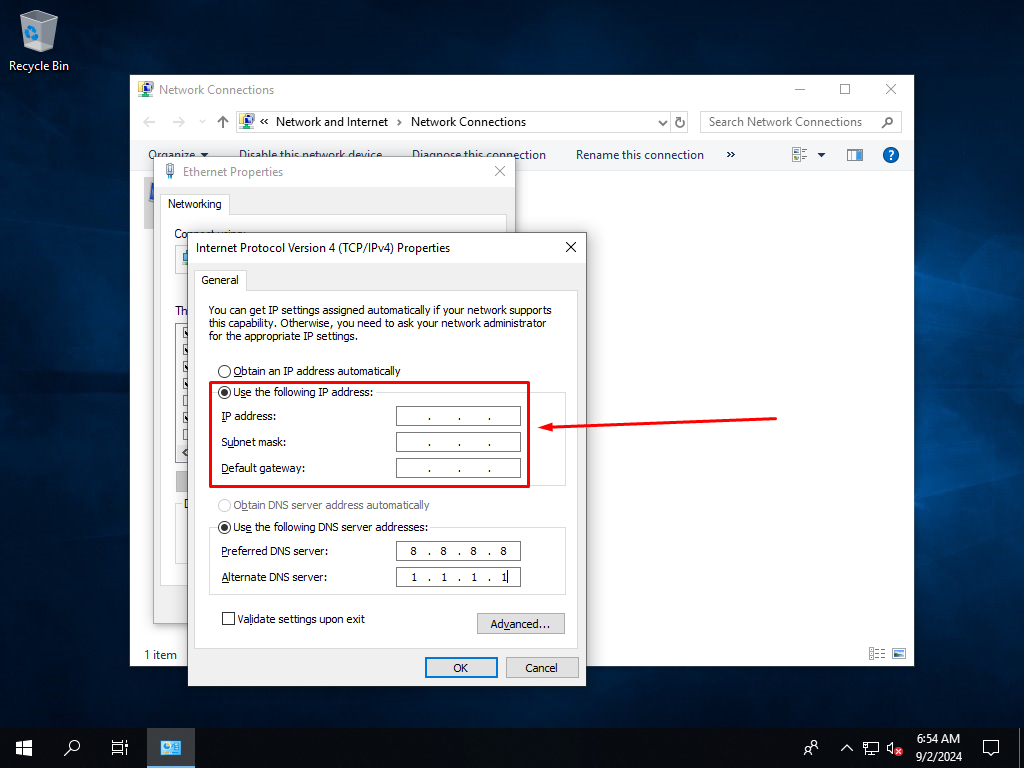 Recycle Bin
Network Connections
« Network and Internet › Network Connections
Search Network Connections
Organize
Disable this network device
Diagnose this connection
Rename this connection
»
?
Ethernet Properties
Networking
Th
Internet Protocol Version 4 (TCP/IPv4) Properties
General
You can get IP settings assigned automatically if your network supports
this capability. Otherwise, you need to ask your network administrator
for the appropriate IP settings.
Obtain an IP address automatically
Use the following IP address:
IP address:
. . .
Subnet mask:
. . .
Default gateway:
. . .
Obtain DNS server address automatically
Use the following DNS server addresses:
Preferred DNS server:
8 . 8 . 8 . 8
Alternate DNS server:
1 . 1 . 1 . 1
Validate settings upon exit
Advanced...
OK
Cancel
1 item
6:54 AM
9/2/2024